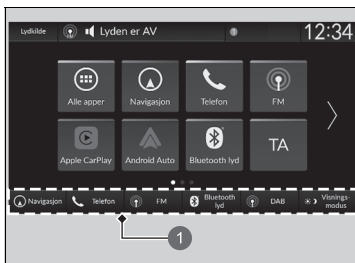 Lydkilde
Lyden er AV
12:34
Alle apper
Navigasjon
Telefon
FM
Apple CarPlay
Android Auto
Bluetooth lyd
TA
Navigasjon
Telefon
FM
Bluetooth
lyd
DAB
Visnings-
modus
1